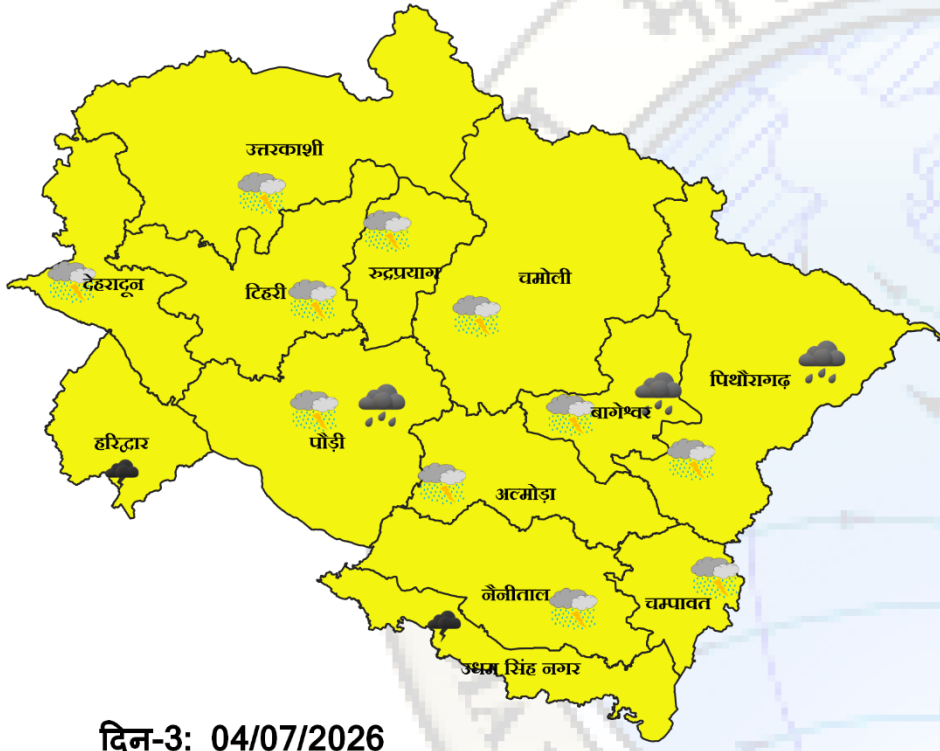 उत्तरकाशी
रुद्रप्रयाग
चमोली
देहरादून
टिहरी
पिथौरागढ़
बागेश्वर
हरिद्वार
पौड़ी
अल्मोड़ा
नैनीताल
चम्पावत
उधम सिंह नगर
दिन-3: 04/07/2026